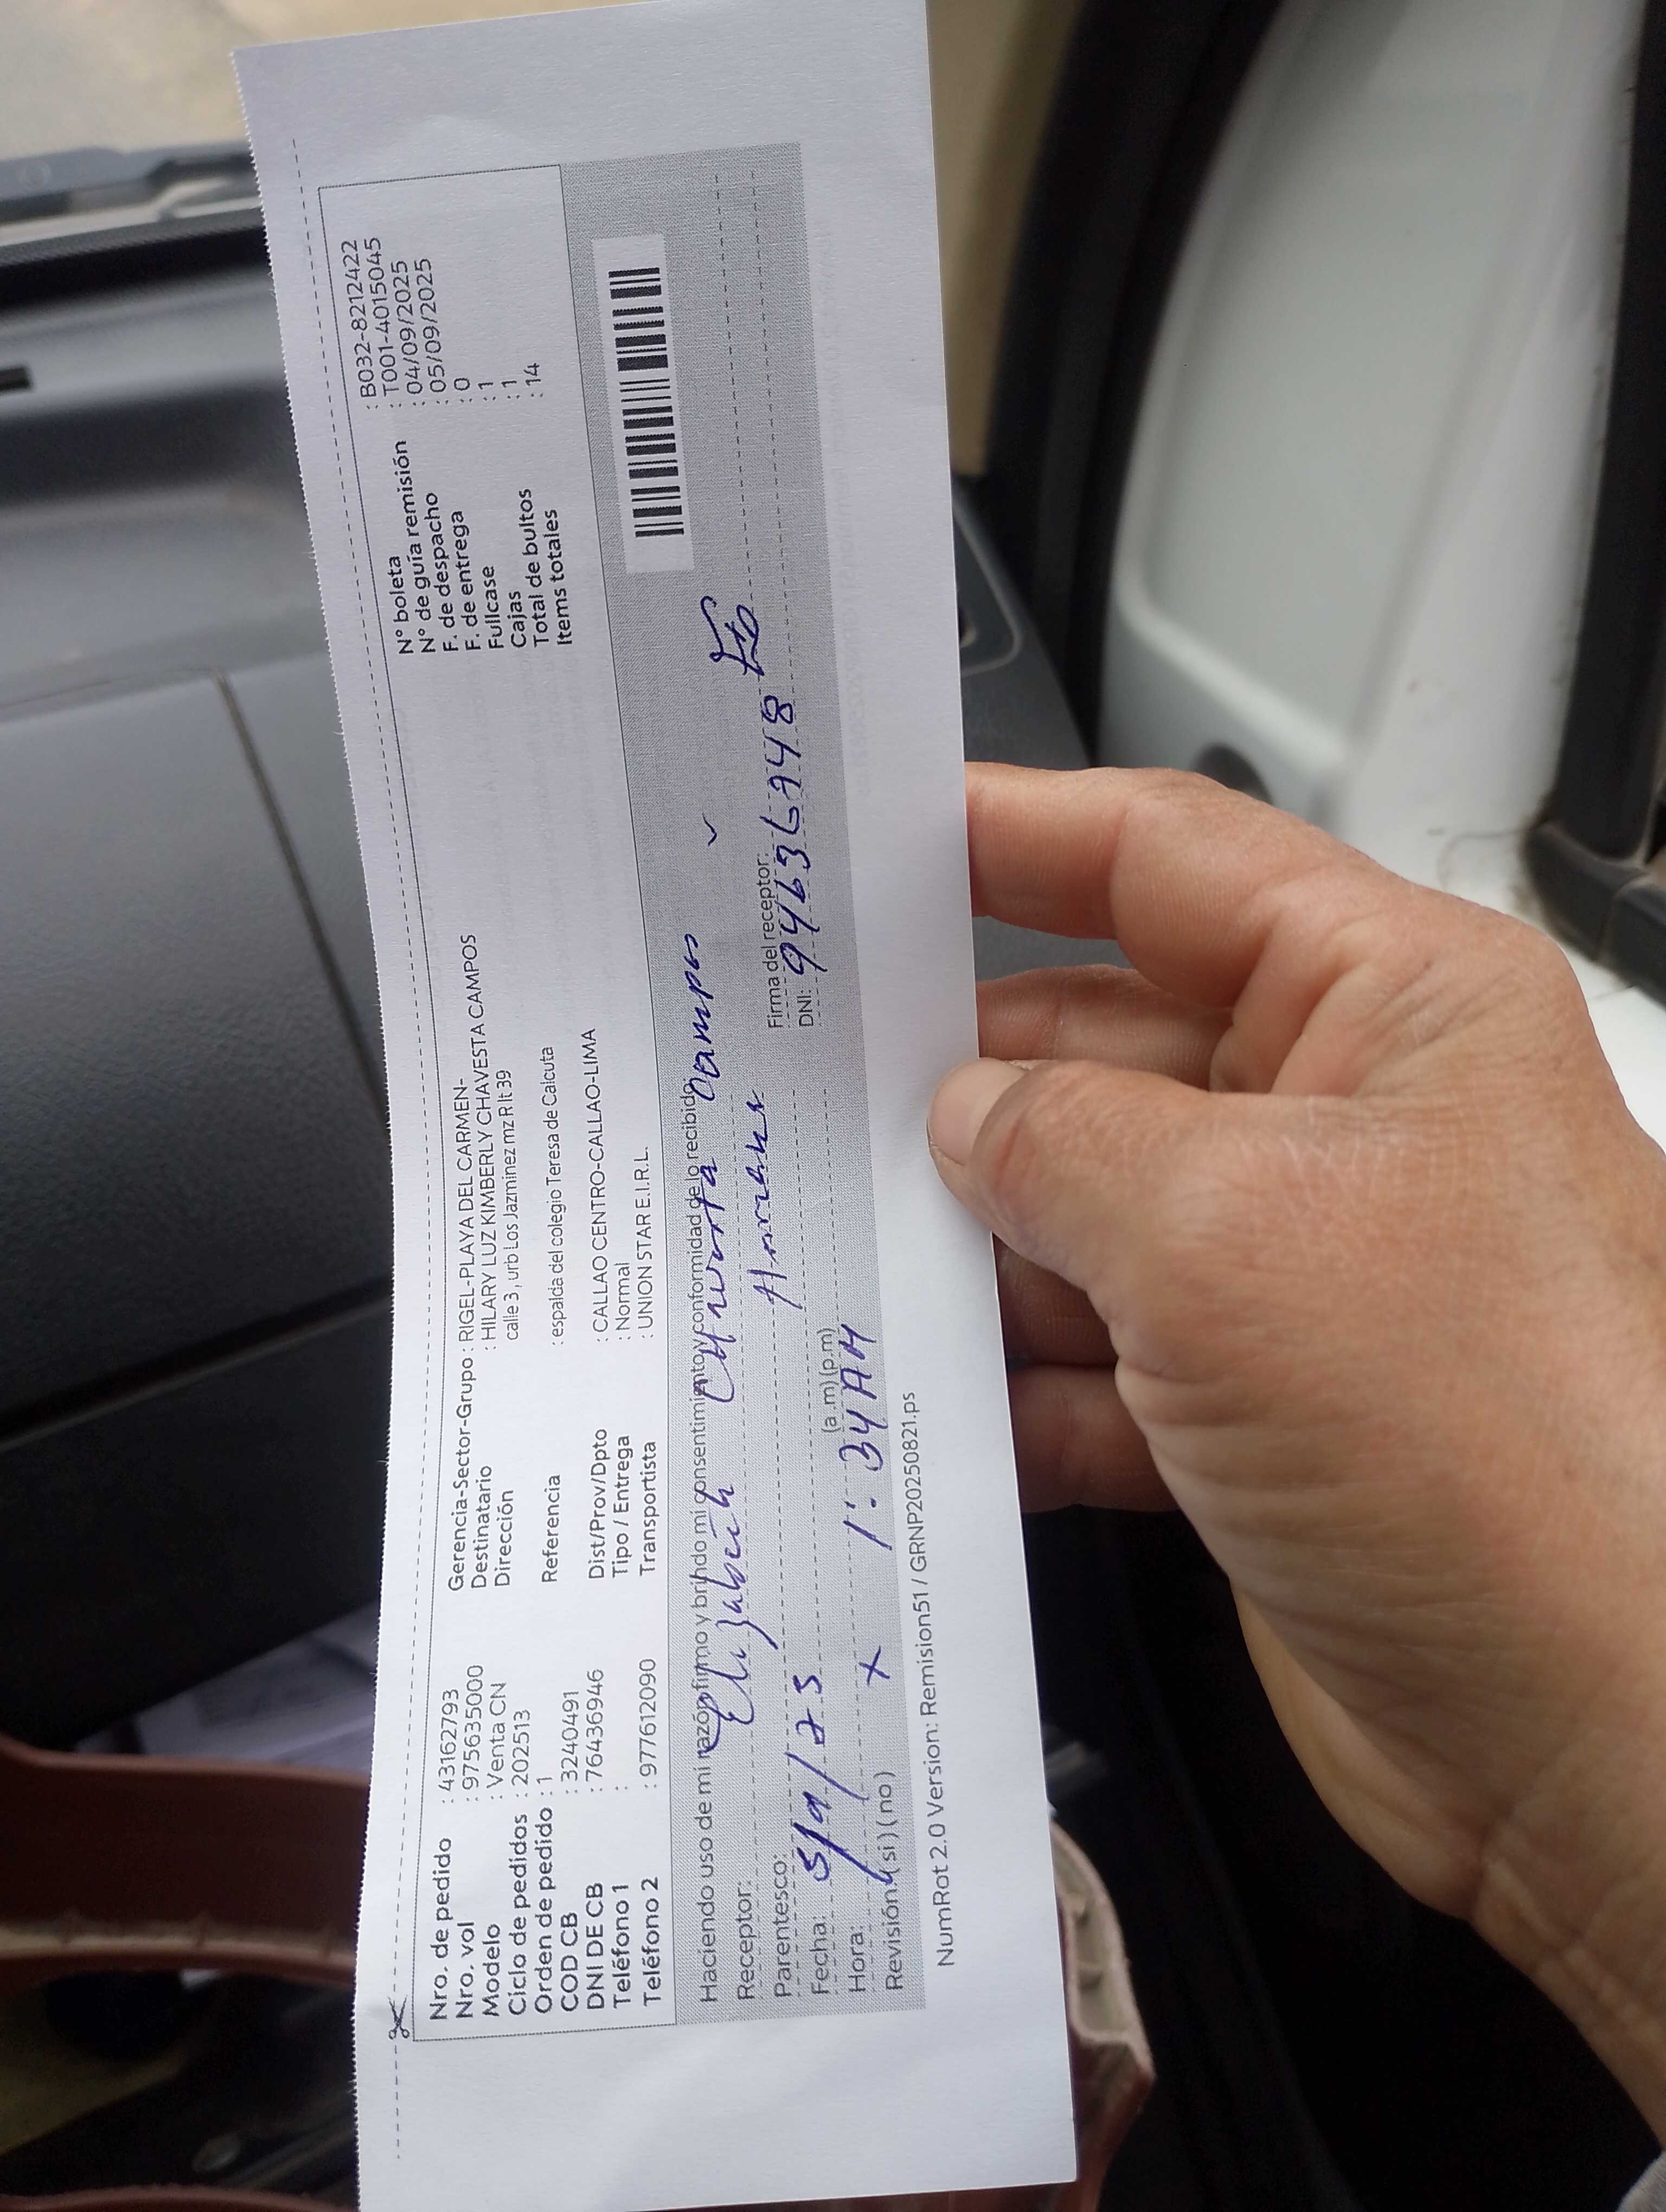 Nro. de pedido : 43162793
Nro. vol : 975635000
Modelo : Venta CN
Ciclo de pedidos : 202513
Orden de pedido : 1
COD CB : 3240491
DNI DE CB : 76436946
Teléfono 1 :
Teléfono 2 : 977612090
Gerencia-Sector-Grupo : RIGEL-PLAYA DEL CARMEN-
Destinatario : HILARY LUZ KIMBERLY CHAVESTA CAMPOS
Dirección calle 3 , urb Los Jazminez mz R lt 39
Referencia : espalda del colegio Teresa de Calcuta
Dist/Prov/Dpto : CALLAO CENTRO-CALLAO-LIMA
Tipo / Entrega : Normal
Transportista : UNION STAR E.I.R.L.
N° boleta : B032-8212422
N° de guía remisión : T001-4015045
F. de despacho : 04/09/2025
F. de entrega : 05/09/2025
Fullcase : 0
Cajas : 1
Total de bultos : 1
Items totales : 14
Haciendo uso de mi razón firmo y brindo mi consentimiento y conformidad de lo recibido.
Receptor: Elizabeth
Parentesco:
Fecha: 5/9/25
Hora: 1:34 AM (a.m) (p.m)
Revisión: (si) (no) x
Firma del receptor:
DNI:
NumRot 2.0 Version: Remision51 / GRNP20250821.ps